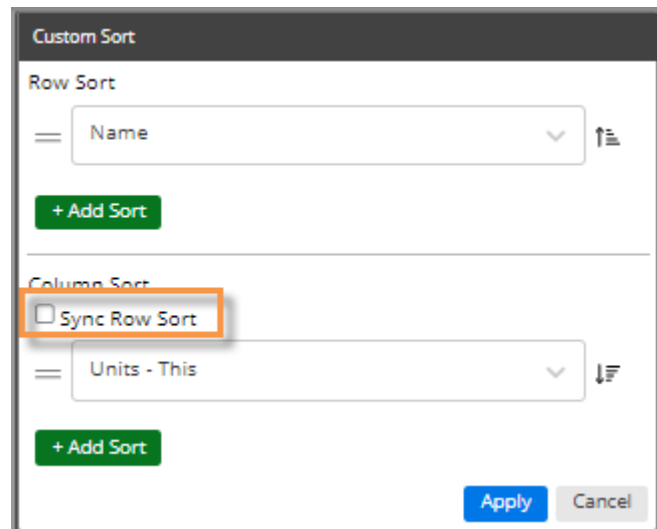 Custom Sort
Row Sort
Name
+ Add Sort
Column Sort
Sync Row Sort
Units - This
+ Add Sort
Apply Cancel